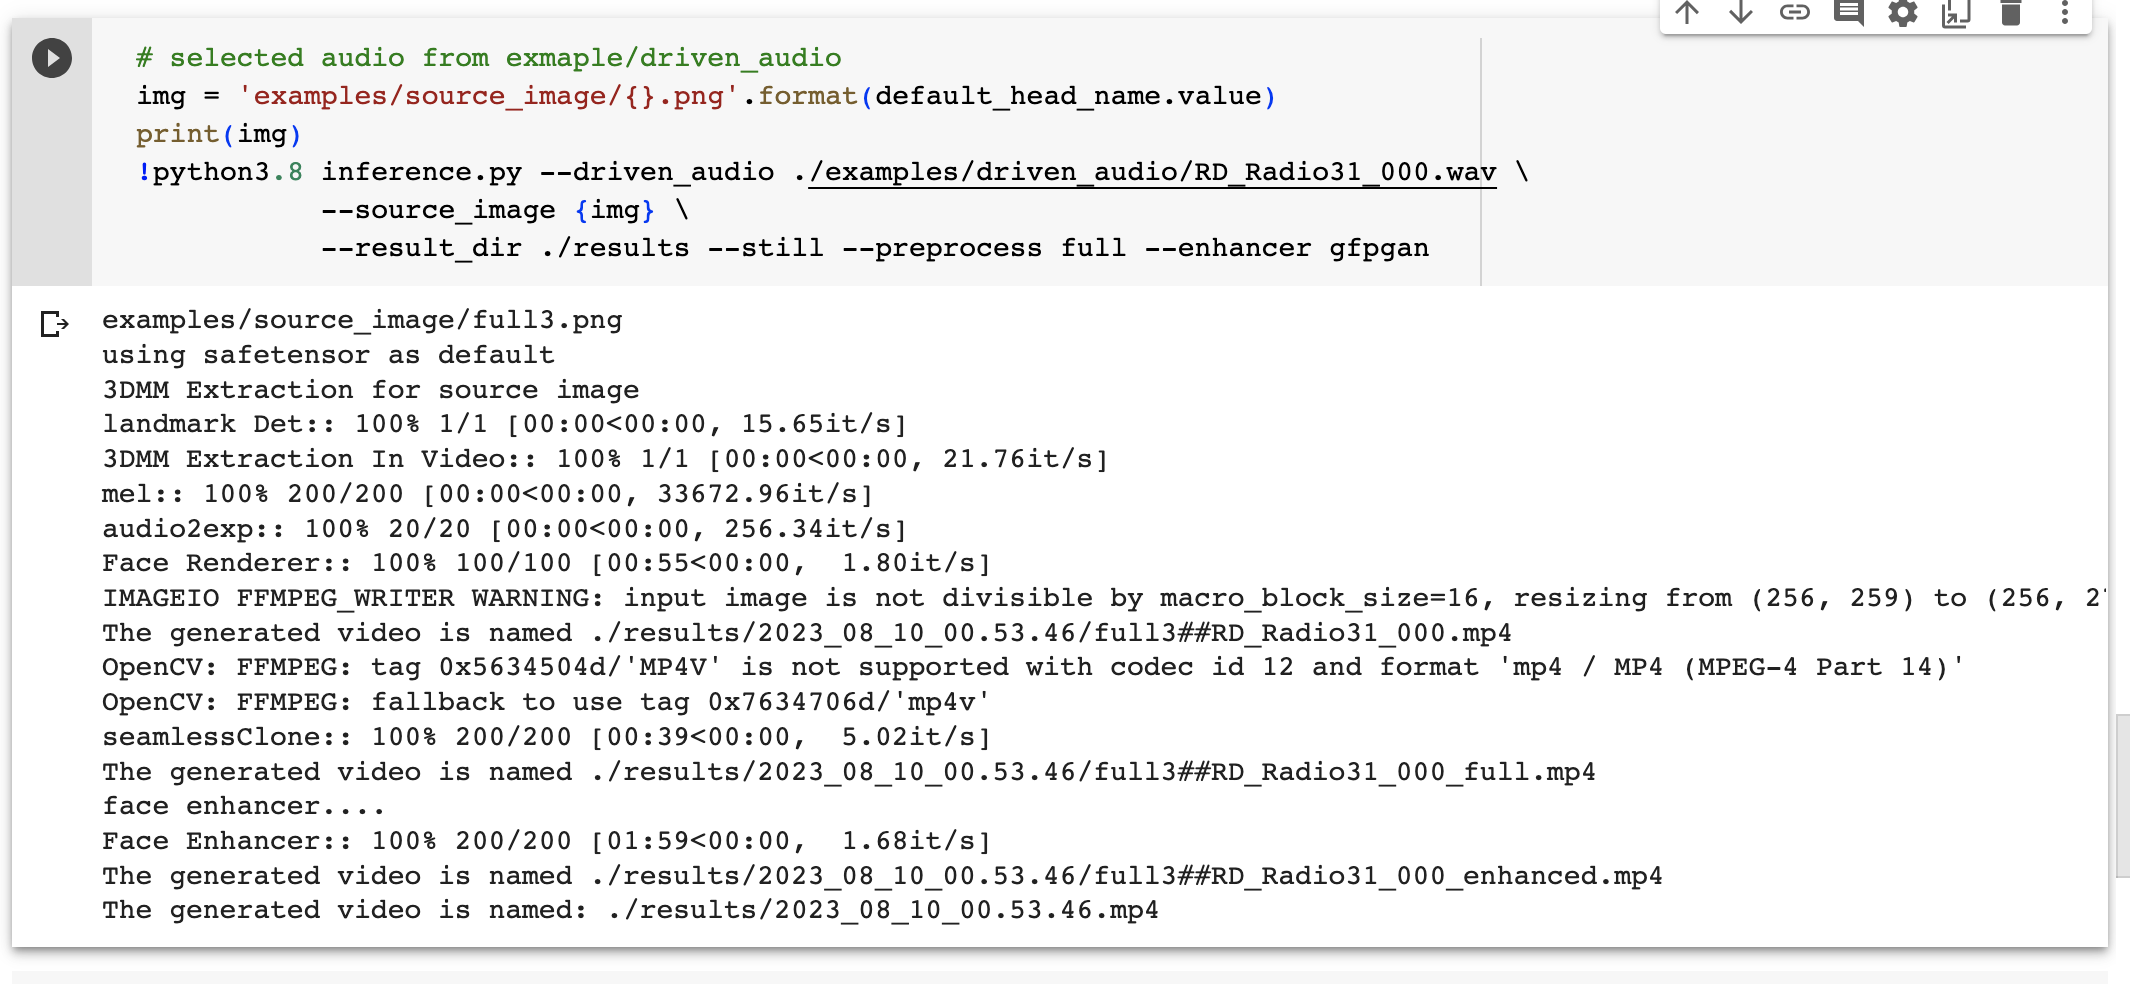 # selected audio from exmaple/driven_audio
img = 'examples/source_image/{}.png'.format(default_head_name.value)
print(img)
!python3.8 inference.py --driven_audio ./examples/driven_audio/RD_Radio31_000.wav \
--source_image {img} \
--result_dir ./results --still --preprocess full --enhancer gfpgan
examples/source_image/full3.png
using safetensor as default
3DMM Extraction for source image
landmark Det:: 100% 1/1 [00:00<00:00, 15.65it/s]
3DMM Extraction In Video:: 100% 1/1 [00:00<00:00, 21.76it/s]
mel:: 100% 200/200 [00:00<00:00, 33672.96it/s]
audio2exp:: 100% 20/20 [00:00<00:00, 256.34it/s]
Face Renderer:: 100% 100/100 [00:55<00:00,  1.80it/s]
IMAGEIO FFMPEG_WRITER WARNING: input image is not divisible by macro_block_size=16, resizing from (256, 259) to (256,
The generated video is named ./results/2023_08_10_00.53.46/full3##RD_Radio31_000.mp4
OpenCV: FFMPEG: tag 0x5634504d/'MP4V' is not supported with codec id 12 and format 'mp4 / MP4 (MPEG-4 Part 14)'
OpenCV: FFMPEG: fallback to use tag 0x7634706d/'mp4v'
seamlessClone:: 100% 200/200 [00:39<00:00,  5.02it/s]
The generated video is named ./results/2023_08_10_00.53.46/full3##RD_Radio31_000_full.mp4
face enhancer....
Face Enhancer:: 100% 200/200 [01:59<00:00,  1.68it/s]
The generated video is named ./results/2023_08_10_00.53.46/full3##RD_Radio31_000_enhanced.mp4
The generated video is named: ./results/2023_08_10_00.53.46.mp4